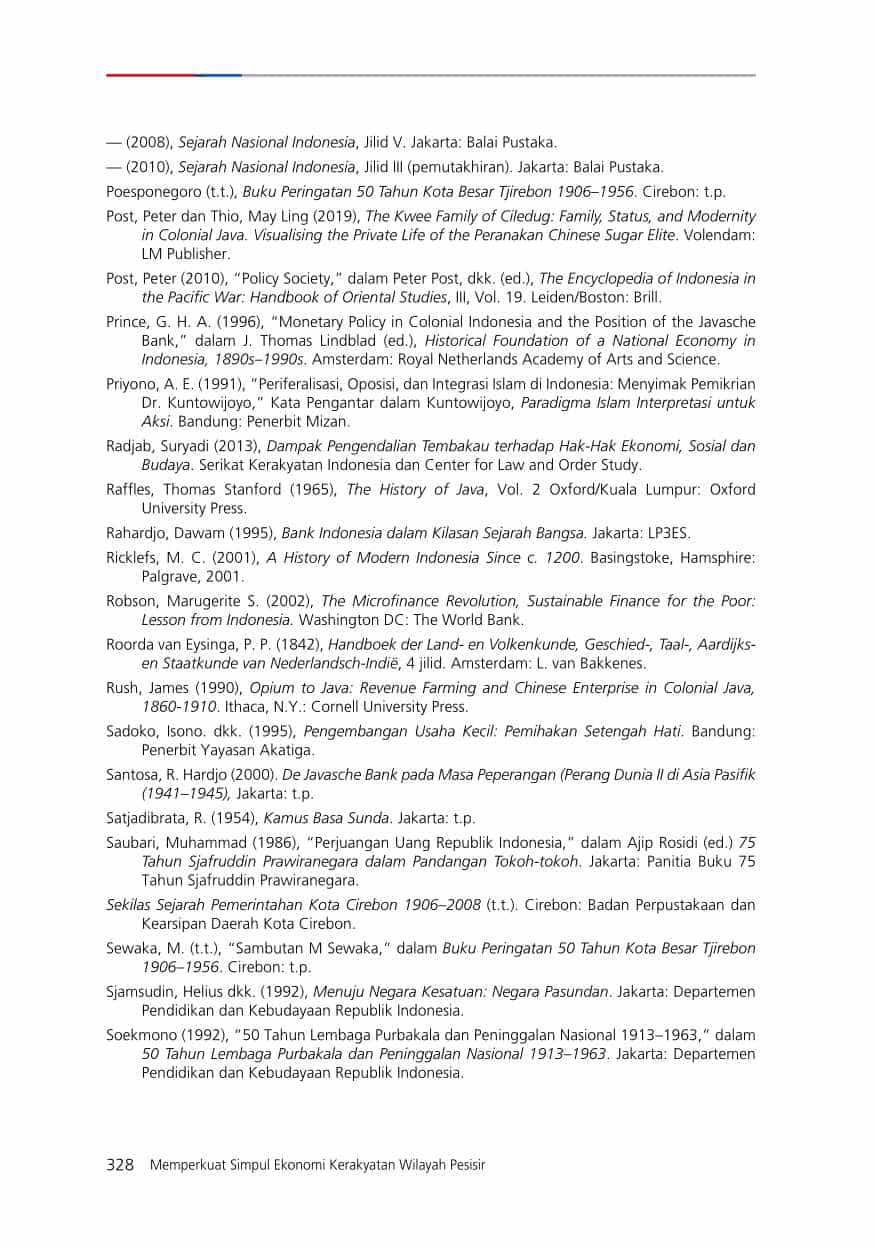 — (2008), Sejarah Nasional Indonesia, Jilid V. Jakarta: Balai Pustaka.
— (2010), Sejarah Nasional Indonesia, Jilid III (pemutakhiran). Jakarta: Balai Pustaka.
Poesponegoro (t.t.), Buku Peringatan 50 Tahun Kota Besar Tjirebon 1906–1956. Cirebon: t.p.
Post, Peter dan Thio, May Ling (2019), The Kwee Family of Ciledug: Family, Status, and Modernity
in Colonial Java. Visualising the Private Life of the Peranakan Chinese Sugar Elite. Volendam:
LM Publisher.
Post, Peter (2010), “Policy Society,” dalam Peter Post, dkk. (ed.), The Encyclopedia of Indonesia in
the Pacific War: Handbook of Oriental Studies, III, Vol. 19. Leiden/Boston: Brill.
Prince, G. H. A. (1996), “Monetary Policy in Colonial Indonesia and the Position of the Javasche
Bank,” dalam J. Thomas Lindblad (ed.), Historical Foundation of a National Economy in
Indonesia, 1890s–1990s. Amsterdam: Royal Netherlands Academy of Arts and Science.
Priyono, A. E. (1991), “Periferalisasi, Oposisi, dan Integrasi Islam di Indonesia: Menyimak Pemikrian
Dr. Kuntowijoyo,” Kata Pengantar dalam Kuntowijoyo, Paradigma Islam Interpretasi untuk
Aksi. Bandung: Penerbit Mizan.
Radjab, Suryadi (2013), Dampak Pengendalian Tembakau terhadap Hak-Hak Ekonomi, Sosial dan
Budaya. Serikat Kerakyatan Indonesia dan Center for Law and Order Study.
Raffles, Thomas Stanford (1965), The History of Java, Vol. 2 Oxford/Kuala Lumpur: Oxford
University Press.
Rahardjo, Dawam (1995), Bank Indonesia dalam Kilasan Sejarah Bangsa. Jakarta: LP3ES.
Ricklefs, M. C. (2001), A History of Modern Indonesia Since c. 1200. Basingstoke, Hamsphire:
Palgrave, 2001.
Robson, Marugerite S. (2002), The Microfinance Revolution, Sustainable Finance for the Poor:
Lesson from Indonesia. Washington DC: The World Bank.
Roorda van Eysinga, P. P. (1842), Handboek der Land- en Volkenkunde, Geschied-, Taal-, Aardijks-
en Staatkunde van Nederlandsch-Indië, 4 jilid. Amsterdam: L. van Bakkenes.
Rush, James (1990), Opium to Java: Revenue Farming and Chinese Enterprise in Colonial Java,
1860-1910. Ithaca, N.Y.: Cornell University Press.
Sadoko, Isono. dkk. (1995), Pengembangan Usaha Kecil: Pemihakan Setengah Hati. Bandung:
Penerbit Yayasan Akatiga.
Santosa, R. Hardjo (2000). De Javasche Bank pada Masa Peperangan (Perang Dunia II di Asia Pasifik
(1941–1945), Jakarta: t.p.
Satjadibrata, R. (1954), Kamus Basa Sunda. Jakarta: t.p.
Saubari, Muhammad (1986), “Perjuangan Uang Republik Indonesia,” dalam Ajip Rosidi (ed.) 75
Tahun Sjafruddin Prawiranegara dalam Pandangan Tokoh-tokoh. Jakarta: Panitia Buku 75
Tahun Sjafruddin Prawiranegara.
Sekilas Sejarah Pemerintahan Kota Cirebon 1906–2008 (t.t.). Cirebon: Badan Perpustakaan dan
Kearsipan Daerah Kota Cirebon.
Sewaka, M. (t.t.), “Sambutan M Sewaka,” dalam Buku Peringatan 50 Tahun Kota Besar Tjirebon
1906–1956. Cirebon: t.p.
Sjamsudin, Helius dkk. (1992), Menuju Negara Kesatuan: Negara Pasundan. Jakarta: Departemen
Pendidikan dan Kebudayaan Republik Indonesia.
Soekmono (1992), “50 Tahun Lembaga Purbakala dan Peninggalan Nasional 1913–1963,” dalam
50 Tahun Lembaga Purbakala dan Peninggalan Nasional 1913–1963. Jakarta: Departemen
Pendidikan dan Kebudayaan Republik Indonesia.
328 Memperkuat Simpul Ekonomi Kerakyatan Wilayah Pesisir